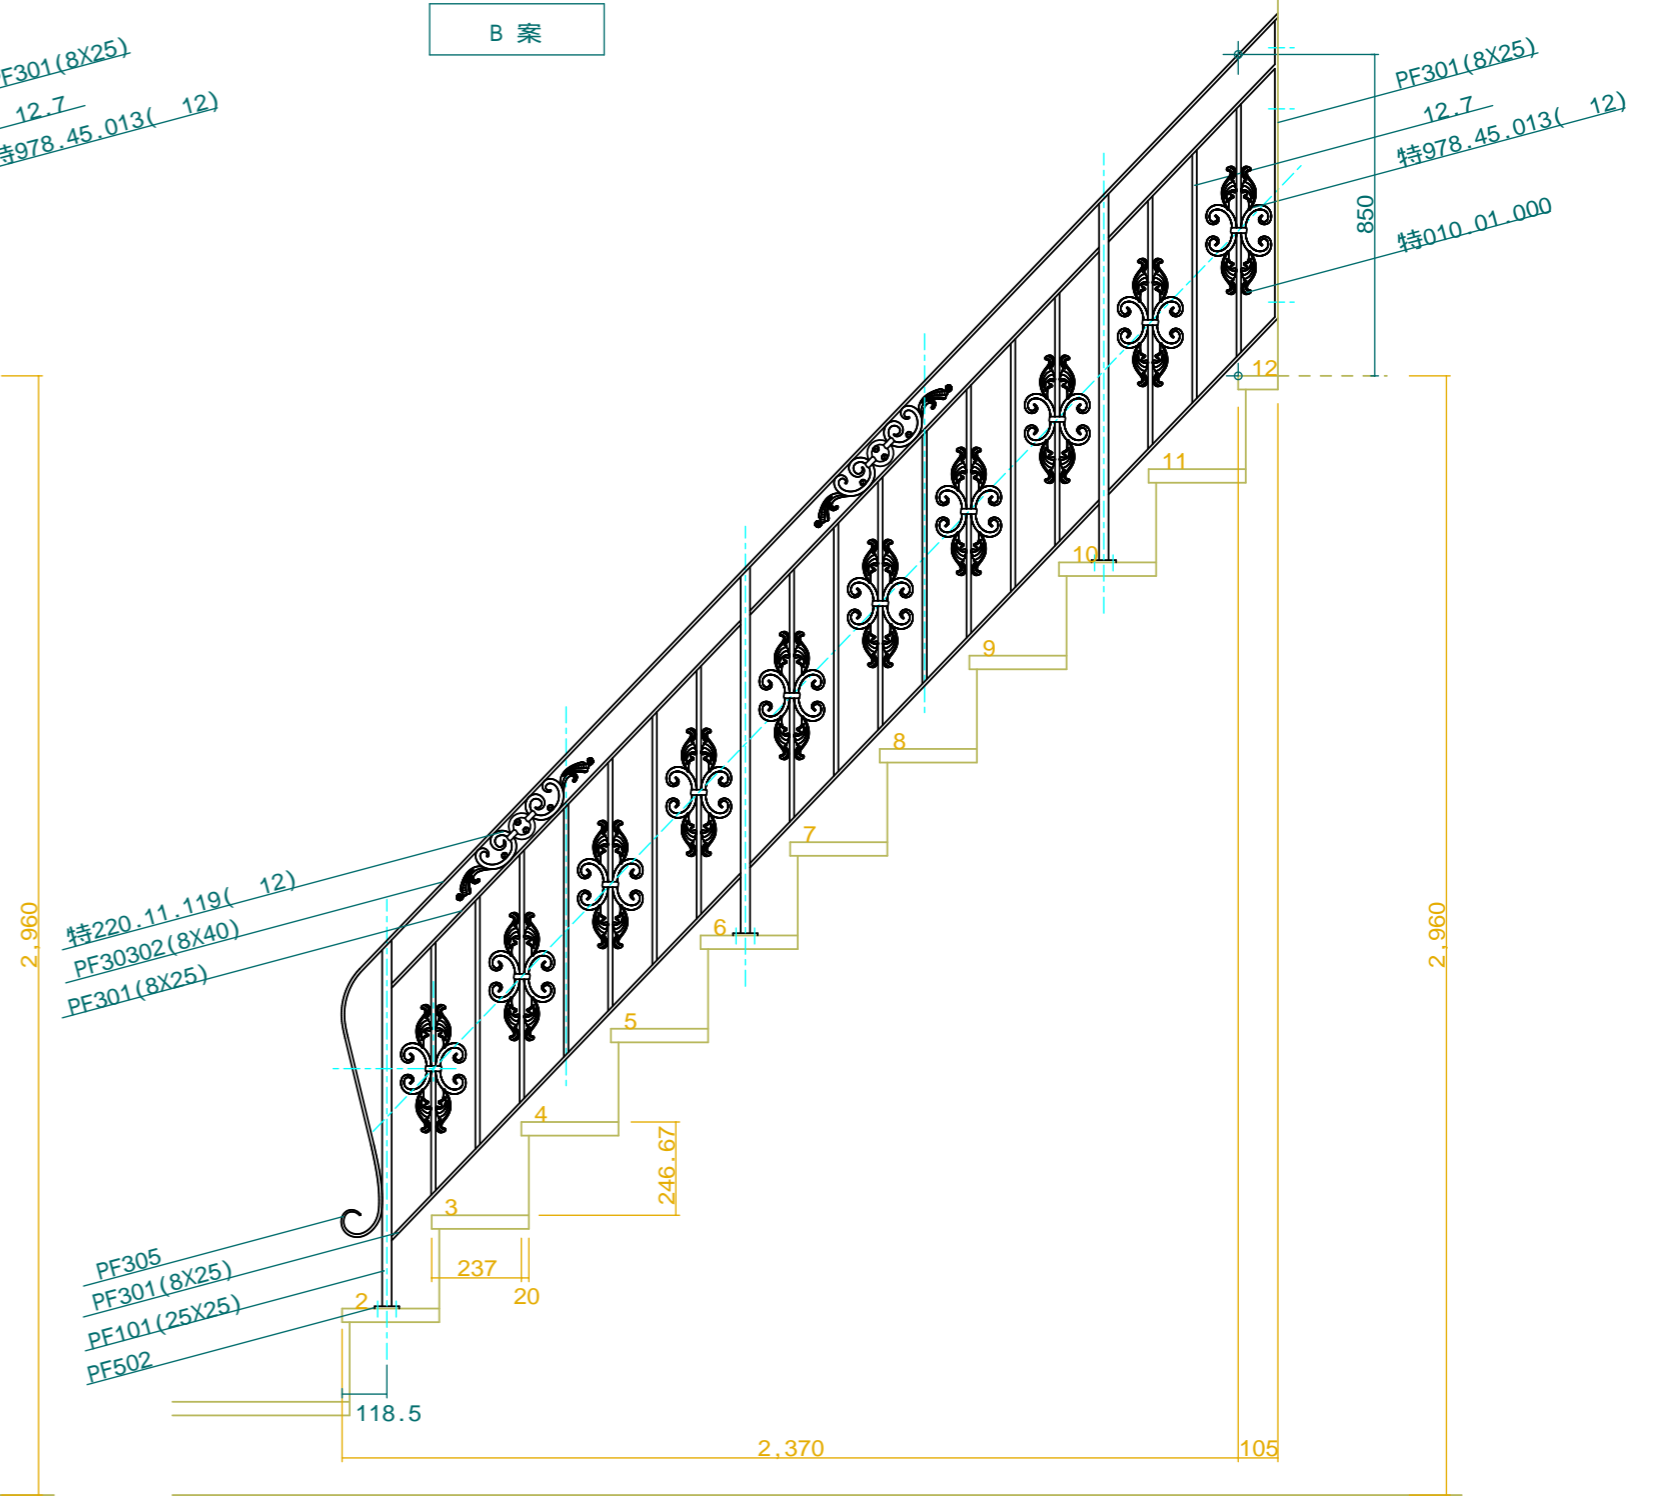 B 案
PF301(8X25)
12.7
特978.45.013( 12)
PF301(8X25)
12.7
特978.45.013( 12)
850
特010.01.000
12
11
10
9
8
7
2,960
特220.11.119( 12)
PF30302(8X40)
PF301(8X25)
6
2,960
5
4
246.67
3
237
20
PF305
PF301(8X25)
PF101(25X25)
PF502
2
118.5
2,370
105